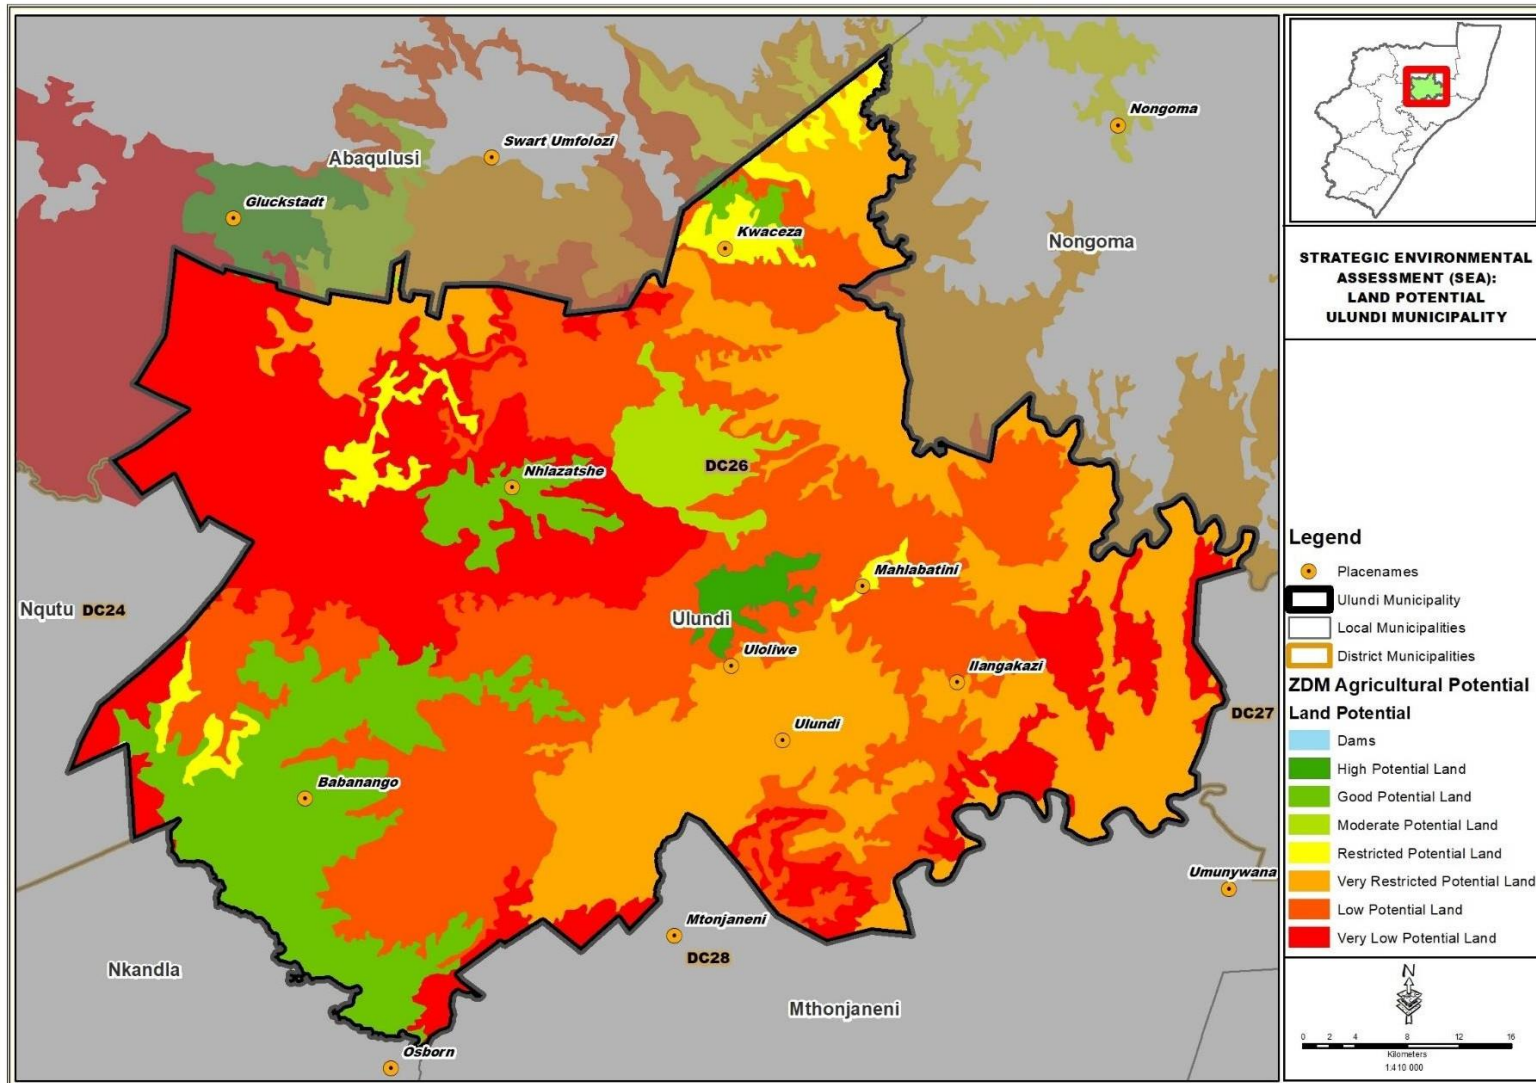 Nongoma
Swart Umfolozi
Abaqulusi
Gluckstadt
Kwaceza
Nongoma
Nhlazatshe
DC26
Mahlabatini
Nqutu DC24
Ulundi
Uloliwe
Ilangakazi
DC27
Ulundi
Babanango
Umunywana
Mtonjaneni
DC28
Nkandla
Mthonjaneni
Osborn
STRATEGIC ENVIRONMENTAL
ASSESSMENT (SEA):
LAND POTENTIAL
ULUNDI MUNICIPALITY
Legend
Placenames
Ulundi Municipality
Local Municipalities
District Municipalities
ZDM Agricultural Potential
Land Potential
Dams
High Potential Land
Good Potential Land
Moderate Potential Land
Restricted Potential Land
Very Restricted Potential Land
Low Potential Land
Very Low Potential Land
N
0 2 4 8 12 16
Kilometers
1:410 000